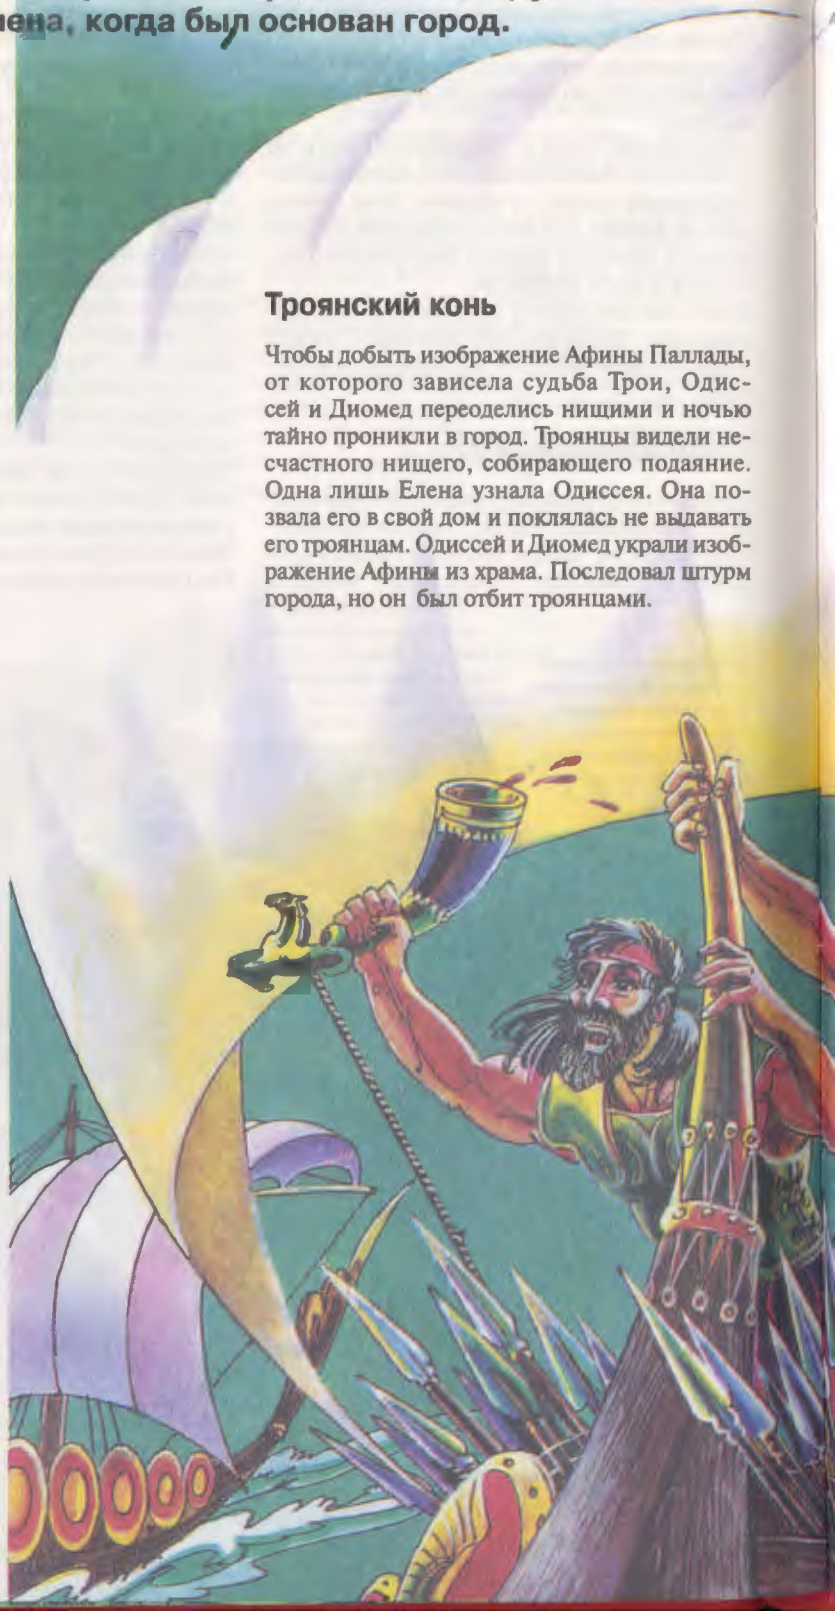 когда был основан город.
Троянский конь
Чтобы добыть изображение Афины Паллады,
от которого зависела судьба Трои, Одис-
сей и Диомед переоделись нищими и ночью
тайно проникли в город. Троянцы видели не-
счастного нищего, собирающего подаяние.
Одна лишь Елена узнала Одиссея. Она по-
звала его в свой дом и поклялась не выдавать
его троянцам. Одиссей и Диомед украли изоб-
ражение Афины из храма. Последовал штурм
города, но он был отбит троянцами.